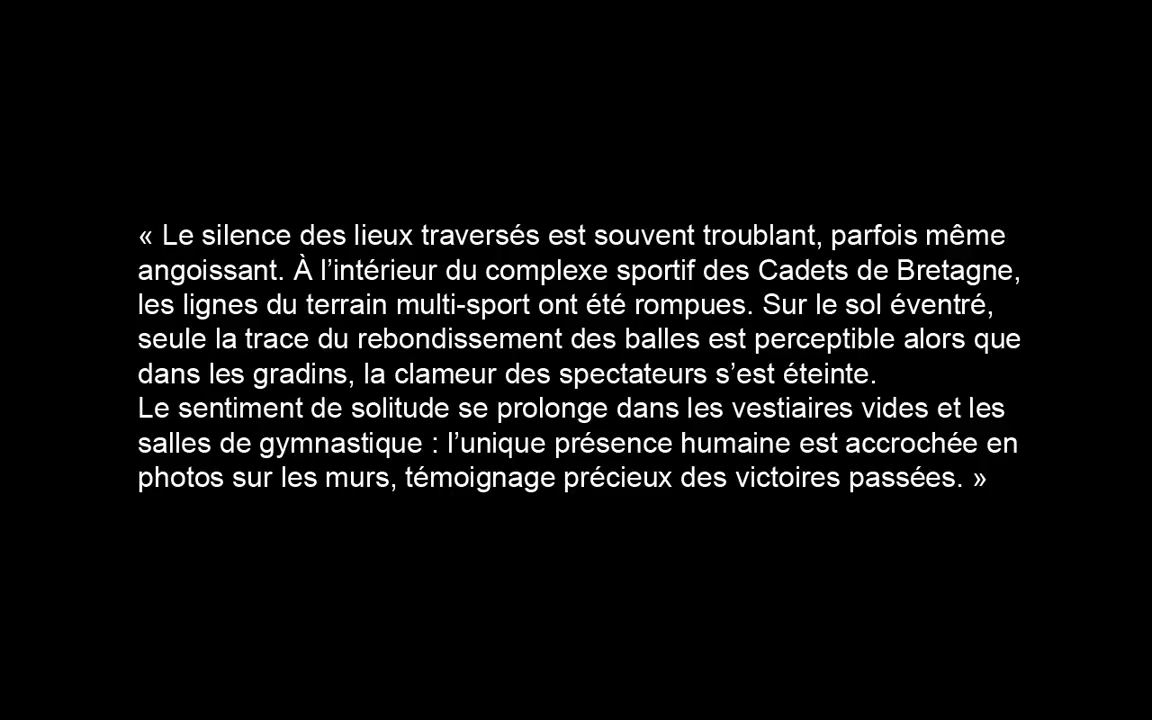 « Le silence des lieux traversés est souvent troublant, parfois même
angoissant. À l’intérieur du complexe sportif des Cadets de Bretagne,
les lignes du terrain multi-sport ont été rompues. Sur le sol éventré,
seule la trace du rebondissement des balles est perceptible alors que
dans les gradins, la clameur des spectateurs s’est éteinte.
Le sentiment de solitude se prolonge dans les vestiaires vides et les
salles de gymnastique : l’unique présence humaine est accrochée en
photos sur les murs, témoignage précieux des victoires passées. »